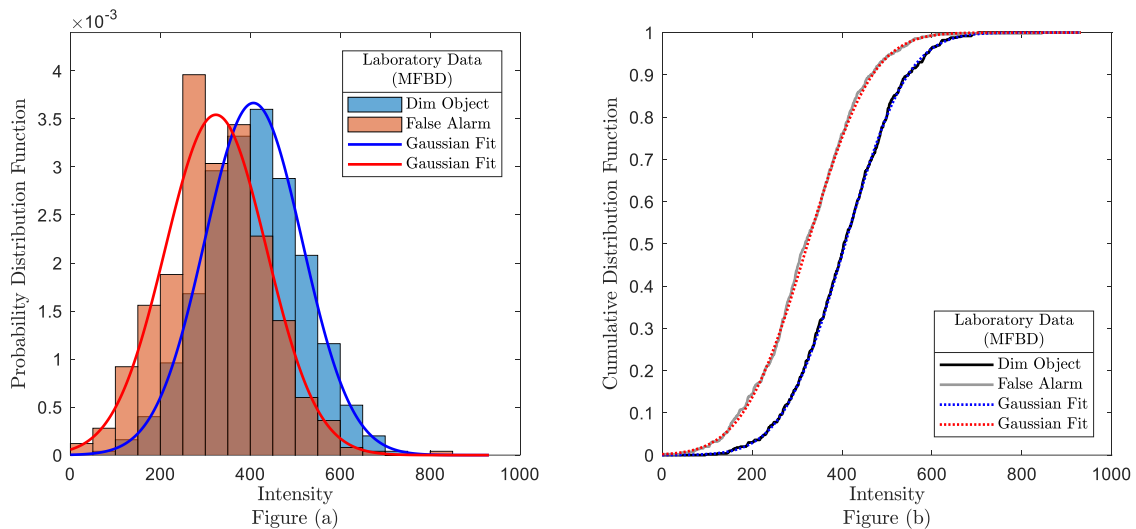 ×10⁻³
4
3.5
3
2.5
2
1.5
1
0.5
0
0 200 400 600 800 1000
Probability Distribution Function
Intensity
Figure (a)
Laboratory Data
(MFBD)
Dim Object
False Alarm
Gaussian Fit
Gaussian Fit
1
0.9
0.8
0.7
0.6
0.5
0.4
0.3
0.2
0.1
0
0 200 400 600 800 1000
Cumulative Distribution Function
Intensity
Figure (b)
Laboratory Data
(MFBD)
Dim Object
False Alarm
Gaussian Fit
Gaussian Fit